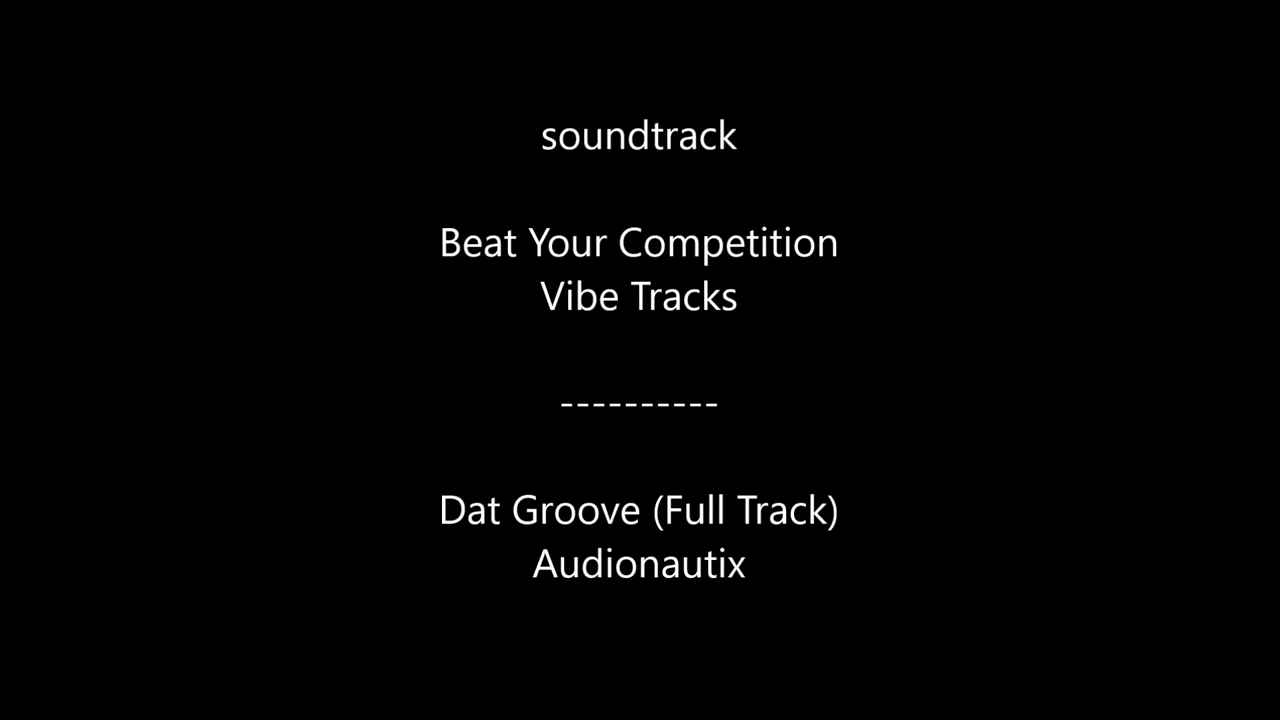 soundtrack
Beat Your Competition
Vibe Tracks
----------
Dat Groove (Full Track)
Audionautix